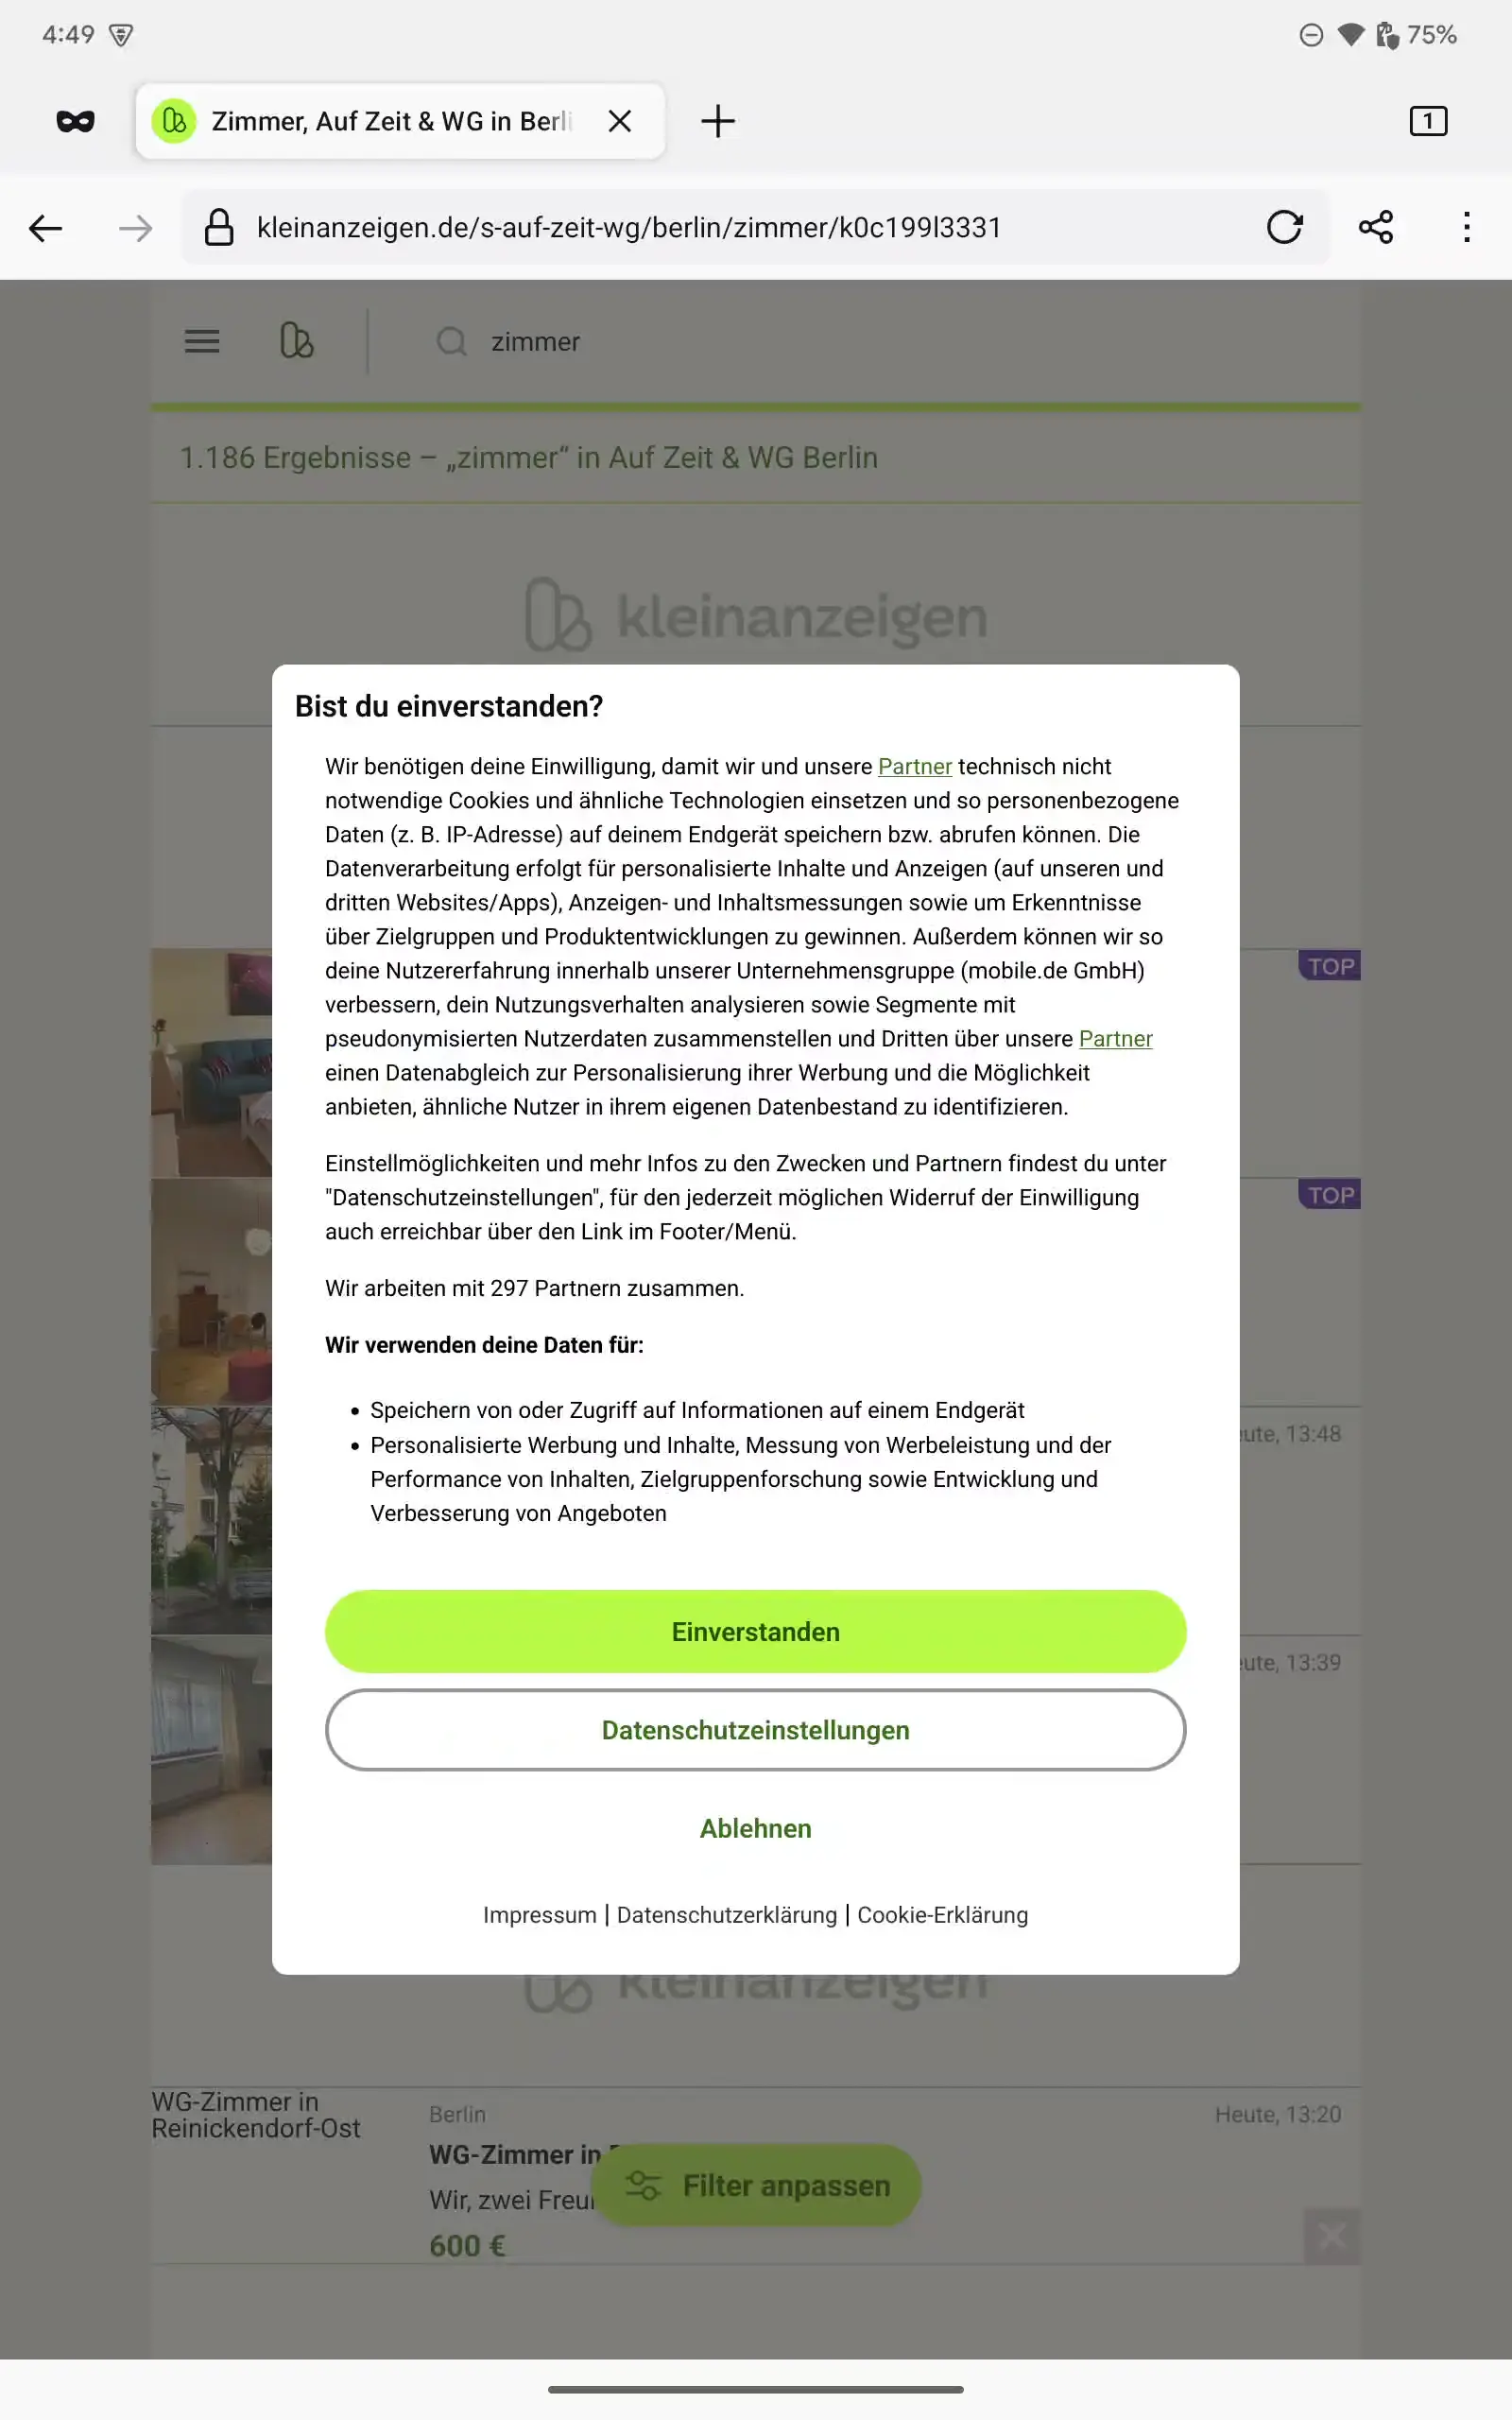 4:49
75%
Zimmer, Auf Zeit & WG in Berli
1
kleinanzeigen.de/s-auf-zeit-wg/berlin/zimmer/k0c199l3331
zimmer
1.186 Ergebnisse – „zimmer“ in Auf Zeit & WG Berlin
kleinanzeigen
Bist du einverstanden?
Wir benötigen deine Einwilligung, damit wir und unsere Partner technisch nicht
notwendige Cookies und ähnliche Technologien einsetzen und so personenbezogene
Daten (z. B. IP-Adresse) auf deinem Endgerät speichern bzw. abrufen können. Die
Datenverarbeitung erfolgt für personalisierte Inhalte und Anzeigen (auf unseren und
dritten Websites/Apps), Anzeigen- und Inhaltsmessungen sowie um Erkenntnisse
über Zielgruppen und Produktentwicklungen zu gewinnen. Außerdem können wir so
deine Nutzererfahrung innerhalb unserer Unternehmensgruppe (mobile.de GmbH)
verbessern, dein Nutzungsverhalten analysieren sowie Segmente mit
pseudonymisierten Nutzerdaten zusammenstellen und Dritten über unsere Partner
einen Datenabgleich zur Personalisierung ihrer Werbung und die Möglichkeit
anbieten, ähnliche Nutzer in ihrem eigenen Datenbestand zu identifizieren.
Einstellmöglichkeiten und mehr Infos zu den Zwecken und Partnern findest du unter
"Datenschutzeinstellungen", für den jederzeit möglichen Widerruf der Einwilligung
auch erreichbar über den Link im Footer/Menü.
Wir arbeiten mit 297 Partnern zusammen.
Wir verwenden deine Daten für:
• Speichern von oder Zugriff auf Informationen auf einem Endgerät
• Personalisierte Werbung und Inhalte, Messung von Werbeleistung und der
Performance von Inhalten, Zielgruppenforschung sowie Entwicklung und
Verbesserung von Angeboten
Einverstanden
Datenschutzeinstellungen
Ablehnen
Impressum | Datenschutzerklärung | Cookie-Erklärung
TOP
TOP
eute, 13:48
eute, 13:39
kleinanzeigen
WG-Zimmer in
Reinickendorf-Ost
Berlin
Heute, 13:20
WG-Zimmer in
Wir, zwei Freu
600 €
Filter anpassen